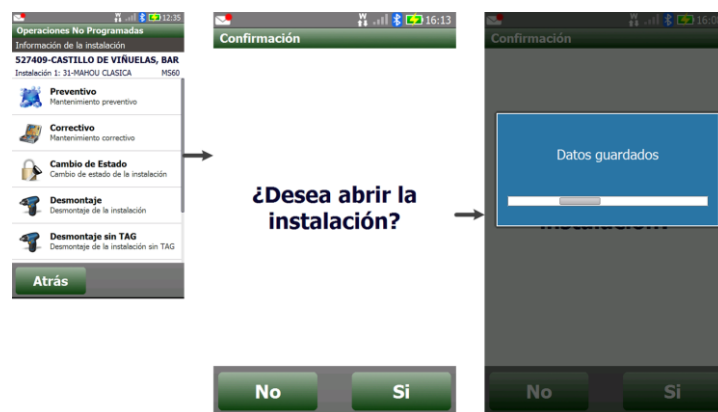 12:35
Operaciones No Programadas
Información de la instalación
527409-CASTILLO DE VIÑUELAS, BAR
Instalación 1: 31-MAHOU CLASICA MS60
Preventivo
Mantenimiento preventivo
Correctivo
Mantenimiento correctivo
Cambio de Estado
Cambio de estado de la instalación
Desmontaje
Desmontaje de la instalación
Desmontaje sin TAG
Desmontaje de la instalación sin TAG
Atrás
16:13
Confirmación
¿Desea abrir la
instalación?
No Si
Confirmación
Datos guardados
No Si